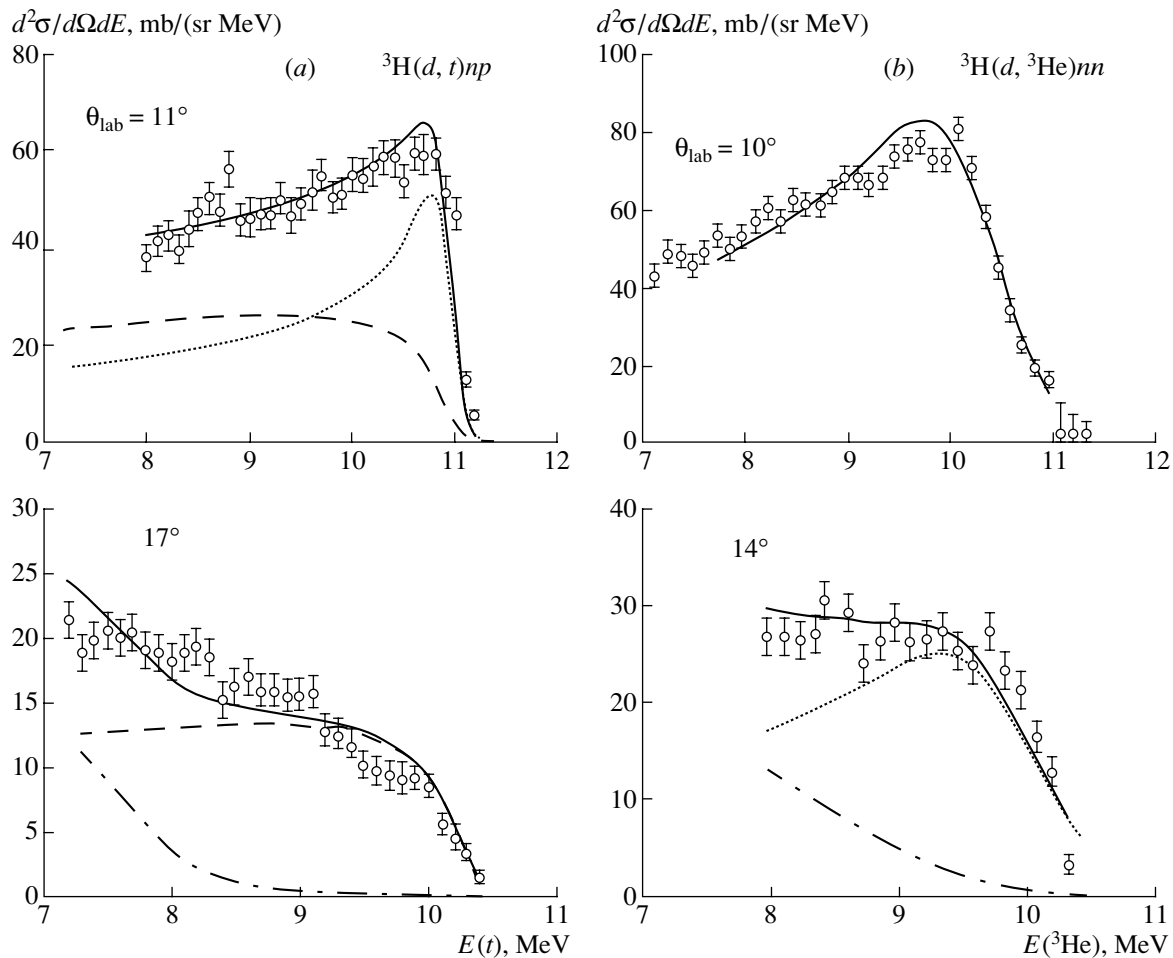 d²σ/dΩdE, mb/(sr MeV) d²σ/dΩdE, mb/(sr MeV)
80
(a) ³H(d, t)np
θlab = 11°
60
40
20
0
7 8 9 10 11 12
100
(b) ³H(d, ³He)nn
θlab = 10°
80
60
40
20
0
7 8 9 10 11 12
30
17°
25
20
15
10
5
0
7 8 9 10 11
E(t), MeV
40
14°
30
20
10
0
7 8 9 10 11
E(³He), MeV